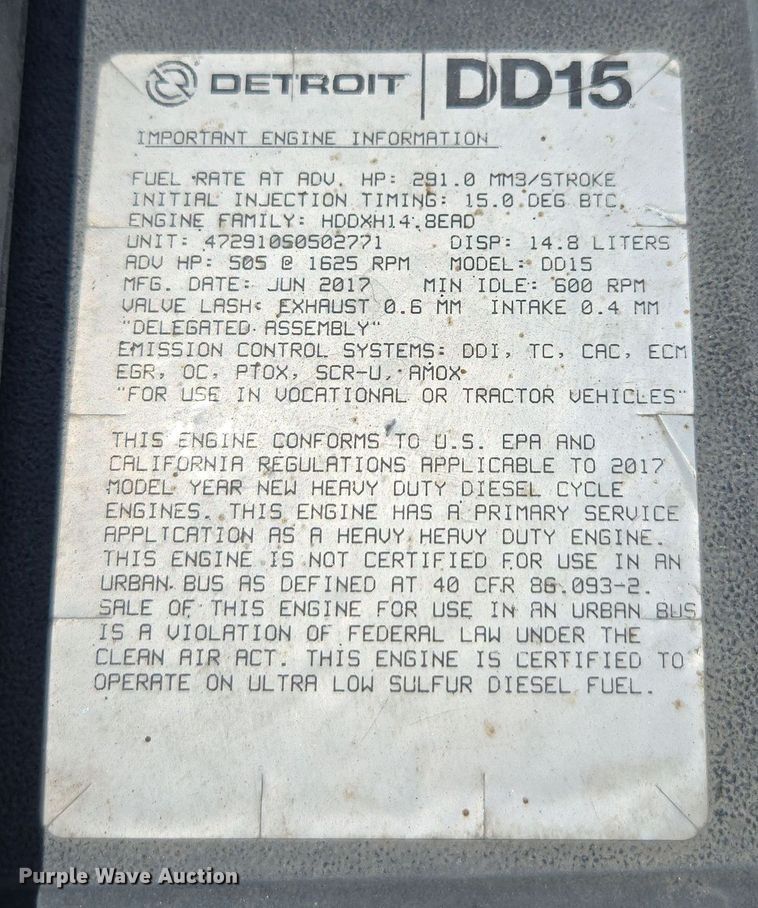 DETROIT | DD15
IMPORTANT ENGINE INFORMATION
FUEL RATE AT ADV. HP: 291.0 MM3/STROKE
INITIAL INJECTION TIMING: 15.0 DEG BTC
ENGINE FAMILY: HDDXH14.8EAD
UNIT: 472910S0502771 DISP: 14.8 LITERS
ADV HP: 505 @ 1625 RPM MODEL: DD15
MFG. DATE: JUN 2017 MIN IDLE: 600 RPM
VALVE LASH: EXHAUST 0.6 MM INTAKE 0.4 MM
"DELEGATED ASSEMBLY"
EMISSION CONTROL SYSTEMS: DDI, TC, CAC, ECM
EGR, OC, PTOX, SCR-U, AMOX
"FOR USE IN VOCATIONAL OR TRACTOR VEHICLES"
THIS ENGINE CONFORMS TO U.S. EPA AND
CALIFORNIA REGULATIONS APPLICABLE TO 2017
MODEL YEAR NEW HEAVY DUTY DIESEL CYCLE
ENGINES. THIS ENGINE HAS A PRIMARY SERVICE
APPLICATION AS A HEAVY HEAVY DUTY ENGINE.
THIS ENGINE IS NOT CERTIFIED FOR USE IN AN
URBAN BUS AS DEFINED AT 40 CFR 86.093-2.
SALE OF THIS ENGINE FOR USE IN AN URBAN BUS
IS A VIOLATION OF FEDERAL LAW UNDER THE
CLEAN AIR ACT. THIS ENGINE IS CERTIFIED TO
OPERATE ON ULTRA LOW SULFUR DIESEL FUEL.
Purple Wave Auction